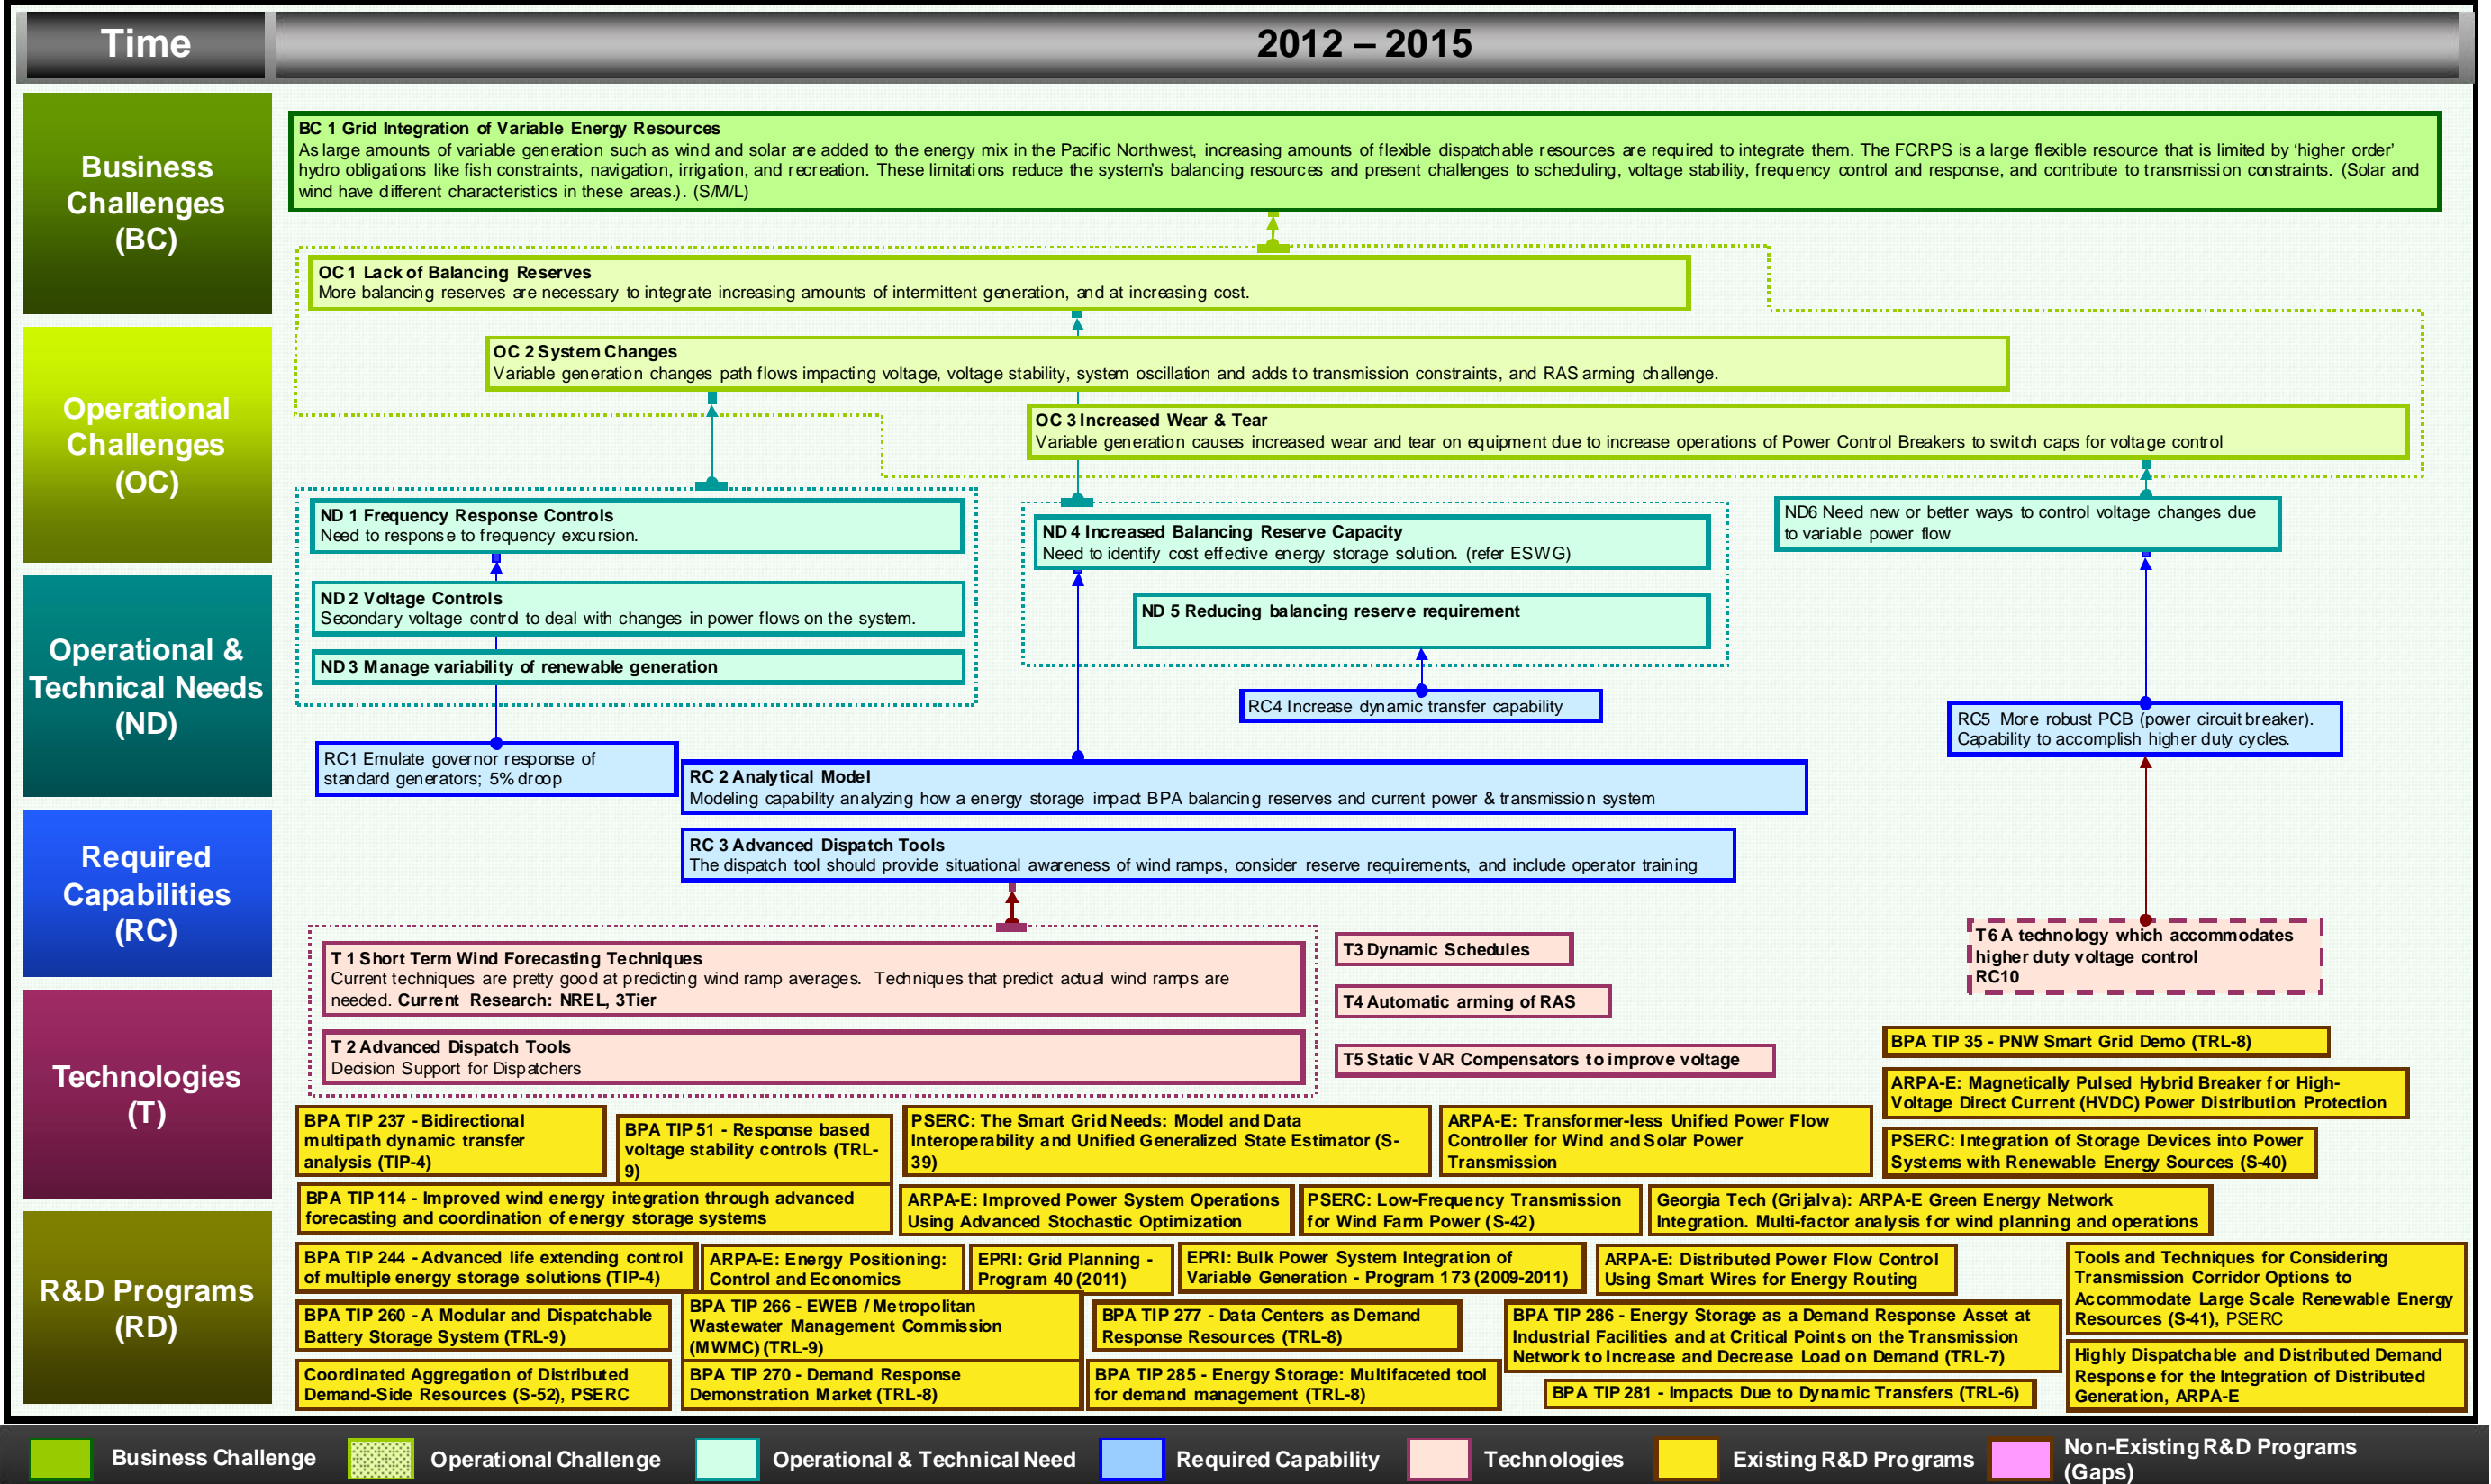 Time
2012 – 2015
Business
Challenges
(BC)
BC 1 Grid Integration of Variable Energy Resources
As large amounts of variable generation such as wind and solar are added to the energy mix in the Pacific Northwest, increasing amounts of flexible dispatchable resources are required to integrate them. The FCRPS is a large flexible resource that is limited by ‘higher order’
hydro obligations like fish constraints, navigation, irrigation, and recreation. These limitations reduce the system's balancing resources and present challenges to scheduling, voltage stability, frequency control and response, and contribute to transmission constraints. (Solar and
wind have different characteristics in these areas.). (S/M/L)
OC 1 Lack of Balancing Reserves
More balancing reserves are necessary to integrate increasing amounts of intermittent generation, and at increasing cost.
Operational
Challenges
(OC)
OC 2 System Changes
Variable generation changes path flows impacting voltage, voltage stability, system oscillation and adds to transmission constraints, and RAS arming challenge.
OC 3 Increased Wear & Tear
Variable generation causes increased wear and tear on equipment due to increase operations of Power Control Breakers to switch caps for voltage control
ND 1 Frequency Response Controls
Need to response to frequency excursion.
ND 4 Increased Balancing Reserve Capacity
Need to identify cost effective energy storage solution. (refer ESWG)
ND6 Need new or better ways to control voltage changes due
to variable power flow
Operational &
Technical Needs
(ND)
ND 2 Voltage Controls
Secondary voltage control to deal with changes in power flows on the system.
ND 5 Reducing balancing reserve requirement
ND 3 Manage variability of renewable generation
RC4 Increase dynamic transfer capability
RC5 More robust PCB (power circuit breaker).
Capability to accomplish higher duty cycles.
RC1 Emulate governor response of
standard generators; 5% droop
RC 2 Analytical Model
Modeling capability analyzing how a energy storage impact BPA balancing reserves and current power & transmission system
Required
Capabilities
(RC)
RC 3 Advanced Dispatch Tools
The dispatch tool should provide situational awareness of wind ramps, consider reserve requirements, and include operator training
T 1 Short Term Wind Forecasting Techniques
Current techniques are pretty good at predicting wind ramp averages. Techniques that predict actual wind ramps are
needed. Current Research: NREL, 3Tier
T3 Dynamic Schedules
T4 Automatic arming of RAS
T6 A technology which accommodates
higher duty voltage control
RC10
Technologies
(T)
T 2 Advanced Dispatch Tools
Decision Support for Dispatchers
T5 Static VAR Compensators to improve voltage
BPA TIP 35 - PNW Smart Grid Demo (TRL-8)
ARPA-E: Magnetically Pulsed Hybrid Breaker for High-
Voltage Direct Current (HVDC) Power Distribution Protection
BPA TIP 237 - Bidirectional
multipath dynamic transfer
analysis (TIP-4)
BPA TIP 51 - Response based
voltage stability controls (TRL-
9)
PSERC: The Smart Grid Needs: Model and Data
Interoperability and Unified Generalized State Estimator (S-
39)
ARPA-E: Transformer-less Unified Power Flow
Controller for Wind and Solar Power
Transmission
PSERC: Integration of Storage Devices into Power
Systems with Renewable Energy Sources (S-40)
BPA TIP 114 - Improved wind energy integration through advanced
forecasting and coordination of energy storage systems
ARPA-E: Improved Power System Operations
Using Advanced Stochastic Optimization
PSERC: Low-Frequency Transmission
for Wind Farm Power (S-42)
Georgia Tech (Grijalva): ARPA-E Green Energy Network
Integration. Multi-factor analysis for wind planning and operations
R&D Programs
(RD)
BPA TIP 244 - Advanced life extending control
of multiple energy storage solutions (TIP-4)
ARPA-E: Energy Positioning:
Control and Economics
EPRI: Grid Planning -
Program 40 (2011)
EPRI: Bulk Power System Integration of
Variable Generation - Program 173 (2009-2011)
ARPA-E: Distributed Power Flow Control
Using Smart Wires for Energy Routing
Tools and Techniques for Considering
Transmission Corridor Options to
Accommodate Large Scale Renewable Energy
Resources (S-41), PSERC
BPA TIP 260 - A Modular and Dispatchable
Battery Storage System (TRL-9)
BPA TIP 266 - EWEB / Metropolitan
Wastewater Management Commission
(MWMC) (TRL-9)
BPA TIP 277 - Data Centers as Demand
Response Resources (TRL-8)
BPA TIP 286 - Energy Storage as a Demand Response Asset at
Industrial Facilities and at Critical Points on the Transmission
Network to Increase and Decrease Load on Demand (TRL-7)
Coordinated Aggregation of Distributed
Demand-Side Resources (S-52), PSERC
BPA TIP 270 - Demand Response
Demonstration Market (TRL-8)
BPA TIP 285 - Energy Storage: Multifaceted tool
for demand management (TRL-8)
BPA TIP 281 - Impacts Due to Dynamic Transfers (TRL-6)
Highly Dispatchable and Distributed Demand
Response for the Integration of Distributed
Generation, ARPA-E
Business Challenge
Operational Challenge
Operational & Technical Need
Required Capability
Technologies
Existing R&D Programs
Non-Existing R&D Programs
(Gaps)